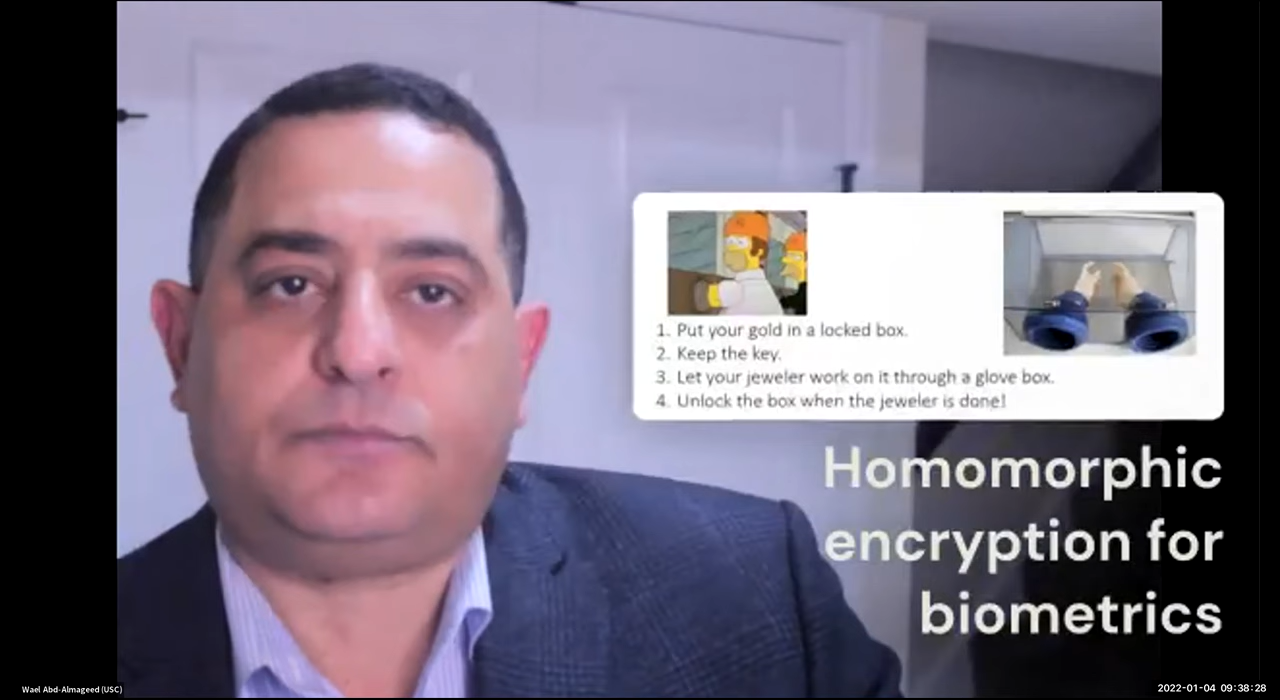 1. Put your gold in a locked box.
2. Keep the key.
3. Let your jeweler work on it through a glove box.
4. Unlock the box when the jeweler is done!
Homomorphic
encryption for
biometrics
Wael Abd-Almageed (USC)
2022-01-04 09:38:28